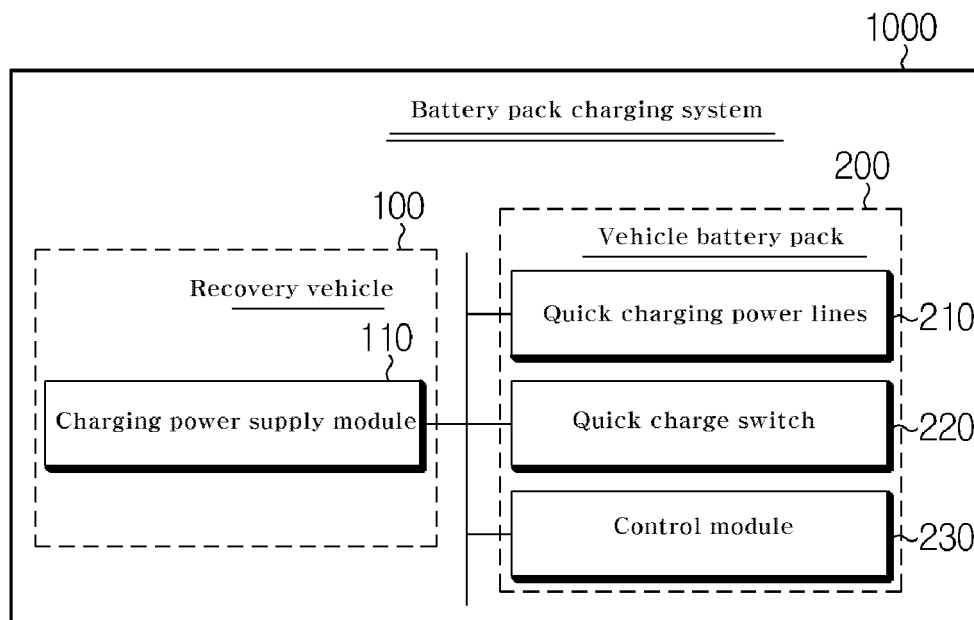 1000
Battery pack charging system
200
100
Vehicle battery pack
Recovery vehicle
Quick charging power lines
210
110
Charging power supply module
Quick charge switch
220
Control module
230